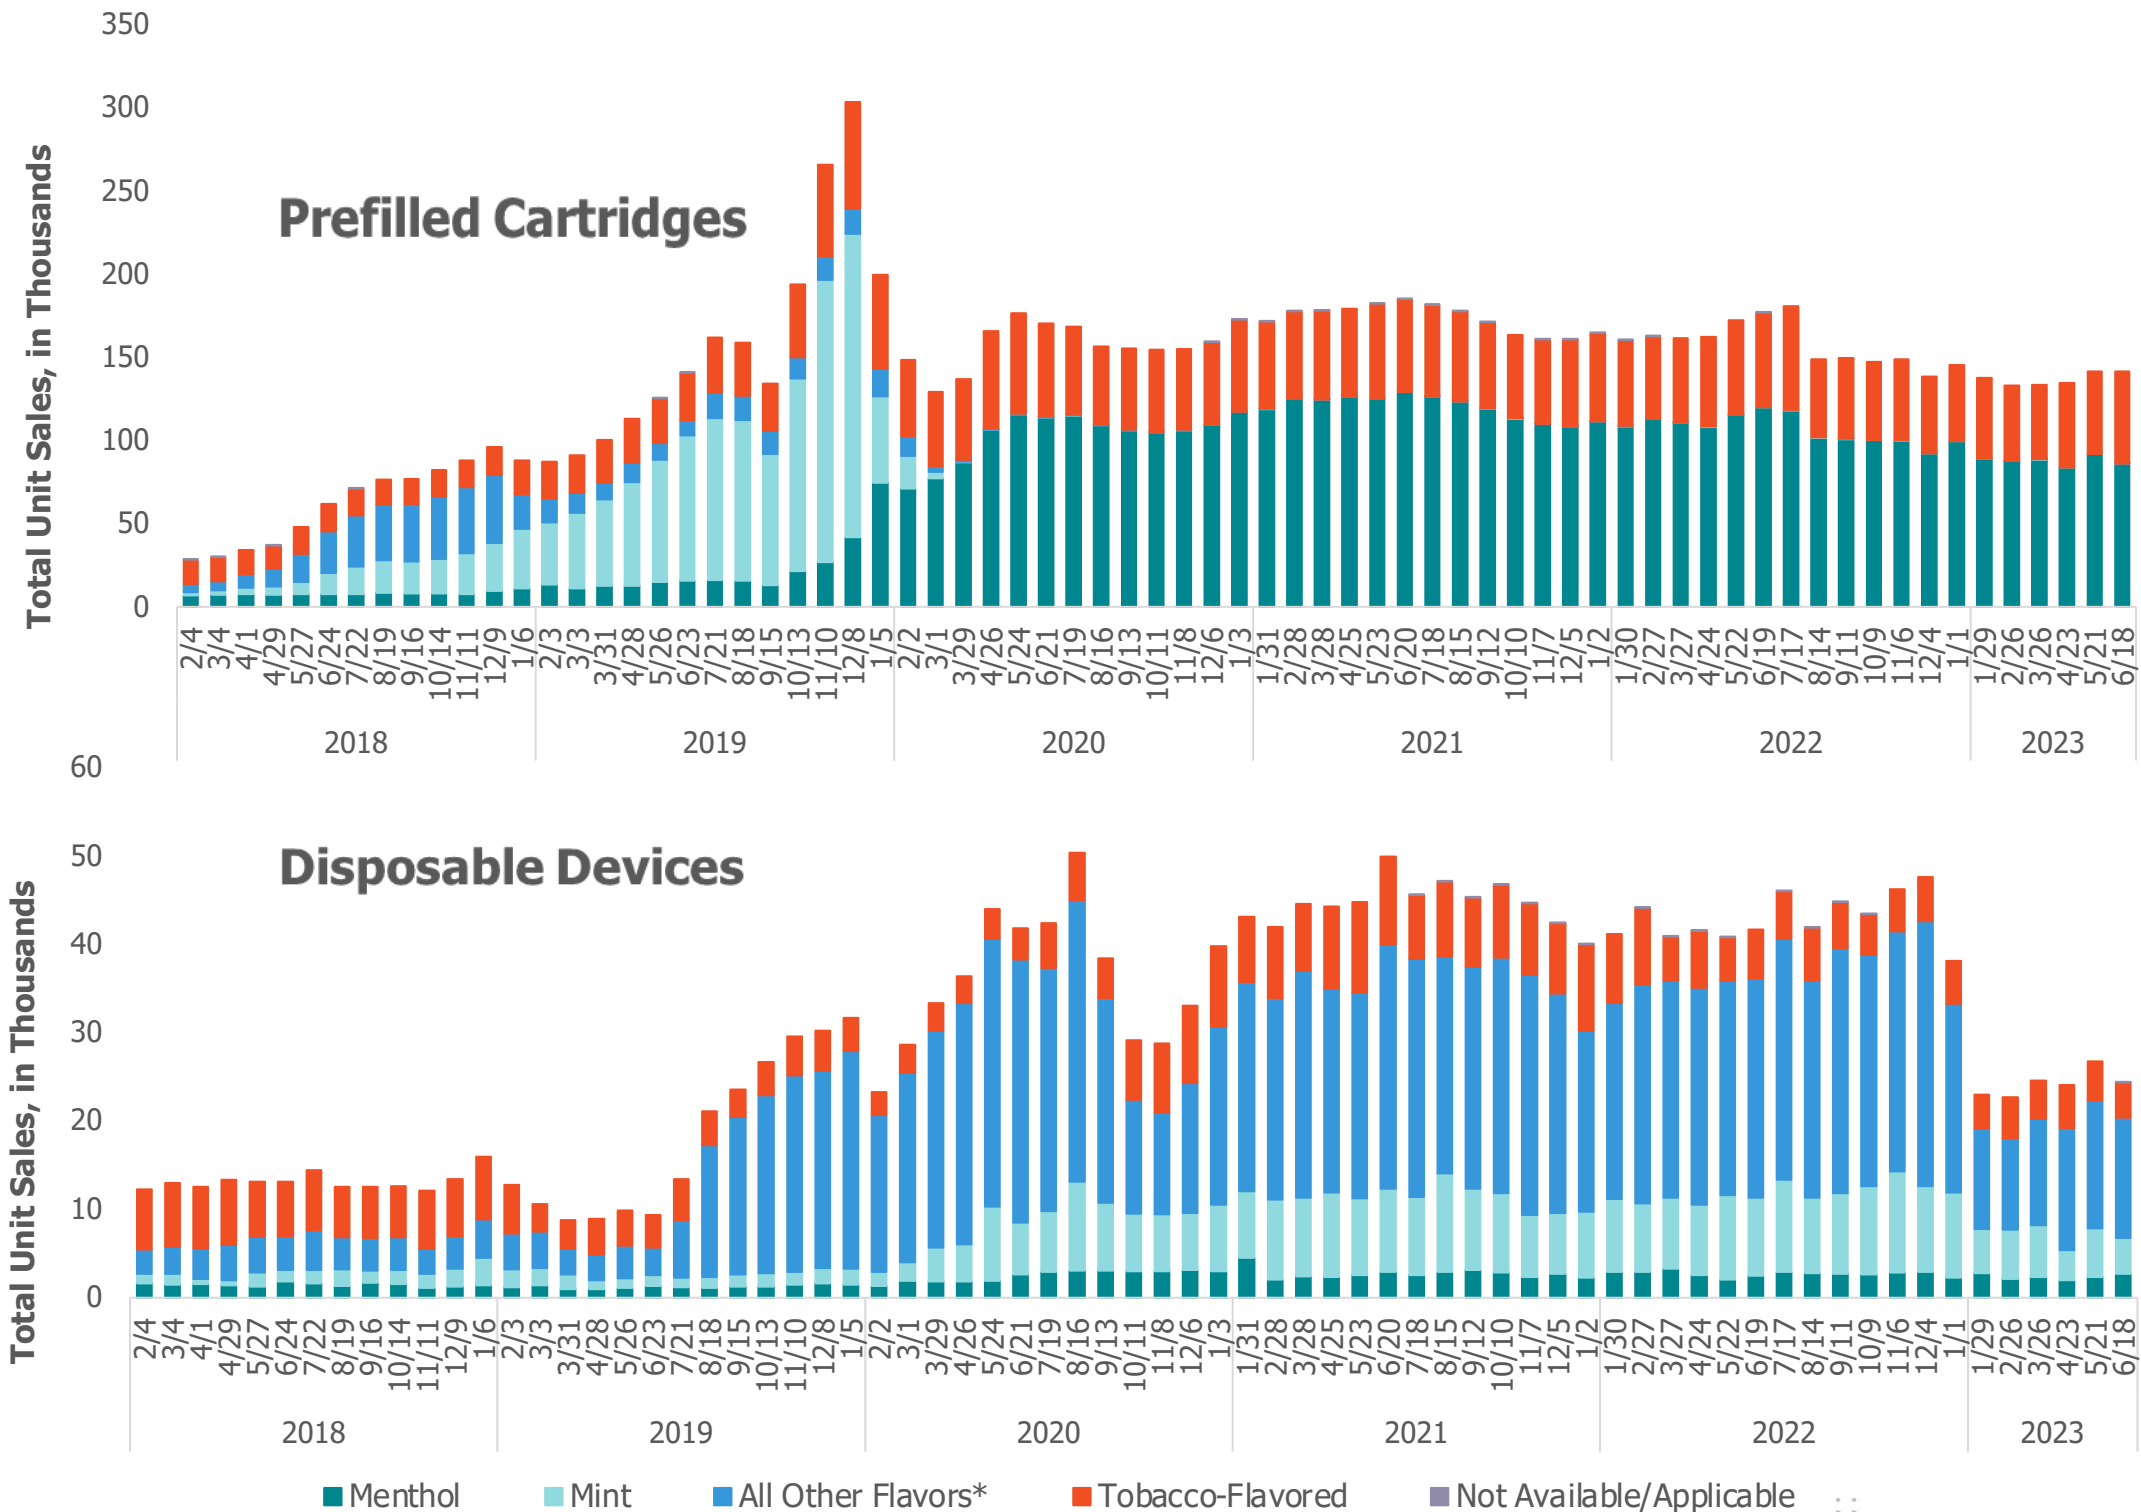 350
300
250
200
150
100
50
0
Total Unit Sales, in Thousands
Prefilled Cartridges
2/4 3/4 4/1 4/29 5/27 6/24 7/22 8/19 9/16 10/14 11/11 12/9 1/6 2/3 3/3 3/31 4/28 5/26 6/23 7/21 8/18 9/15 10/13 11/10 12/8 1/5 2/2 3/1 3/29 4/26 5/24 6/21 7/19 8/16 9/13 10/11 11/8 12/6 1/3 1/31 2/28 3/28 4/25 5/23 6/20 7/18 8/15 9/12 10/10 11/7 12/5 1/2 1/30 2/27 3/27 4/24 5/22 6/19 7/17 8/14 9/11 10/9 11/6 12/4 1/1 1/29 2/26 3/26 4/23 5/21 6/18
2018 2019 2020 2021 2022 2023
60
50
40
30
20
10
0
Total Unit Sales, in Thousands
Disposable Devices
2/4 3/4 4/1 4/29 5/27 6/24 7/22 8/19 9/16 10/14 11/11 12/9 1/6 2/3 3/3 3/31 4/28 5/26 6/23 7/21 8/18 9/15 10/13 11/10 12/8 1/5 2/2 3/1 3/29 4/26 5/24 6/21 7/19 8/16 9/13 10/11 11/8 12/6 1/3 1/31 2/28 3/28 4/25 5/23 6/20 7/18 8/15 9/12 10/10 11/7 12/5 1/2 1/30 2/27 3/27 4/24 5/22 6/19 7/17 8/14 9/11 10/9 11/6 12/4 1/1 1/29 2/26 3/26 4/23 5/21 6/18
2018 2019 2020 2021 2022 2023
Menthol Mint All Other Flavors* Tobacco-Flavored Not Available/Applicable